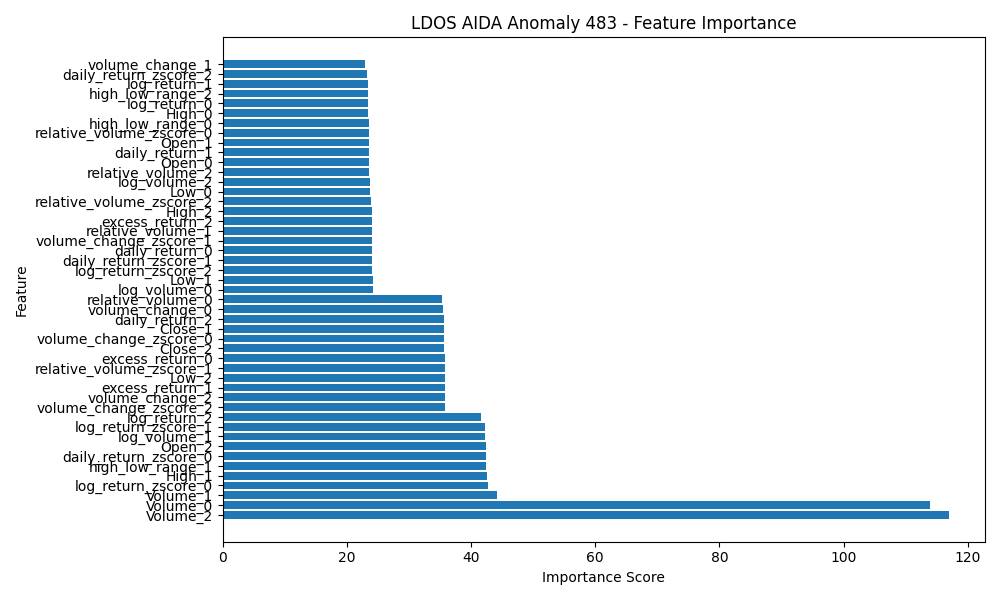 LDOS AIDA Anomaly 483 - Feature Importance
volume_change_1
daily_return_zscore_2
log_return_1
high_low_range_2
log_return_0
High_0
high_low_range_0
relative_volume_zscore_0
Open_1
daily_return_1
Open_0
relative_volume_2
log_volume_2
Low_0
relative_volume_zscore_2
High_2
excess_return_2
relative_volume_1
volume_change_zscore_1
daily_return_0
daily_return_zscore_1
log_return_zscore_2
Low_1
log_volume_0
relative_volume_0
volume_change_0
daily_return_2
Close_1
volume_change_zscore_0
Close_2
excess_return_0
relative_volume_zscore_1
Low_2
excess_return_1
volume_change_2
volume_change_zscore_2
log_return_2
log_return_zscore_1
log_volume_1
Open_2
daily_return_zscore_0
high_low_range_1
High_1
log_return_zscore_0
Volume_1
Volume_0
Volume_2
Feature
0 20 40 60 80 100 120
Importance Score